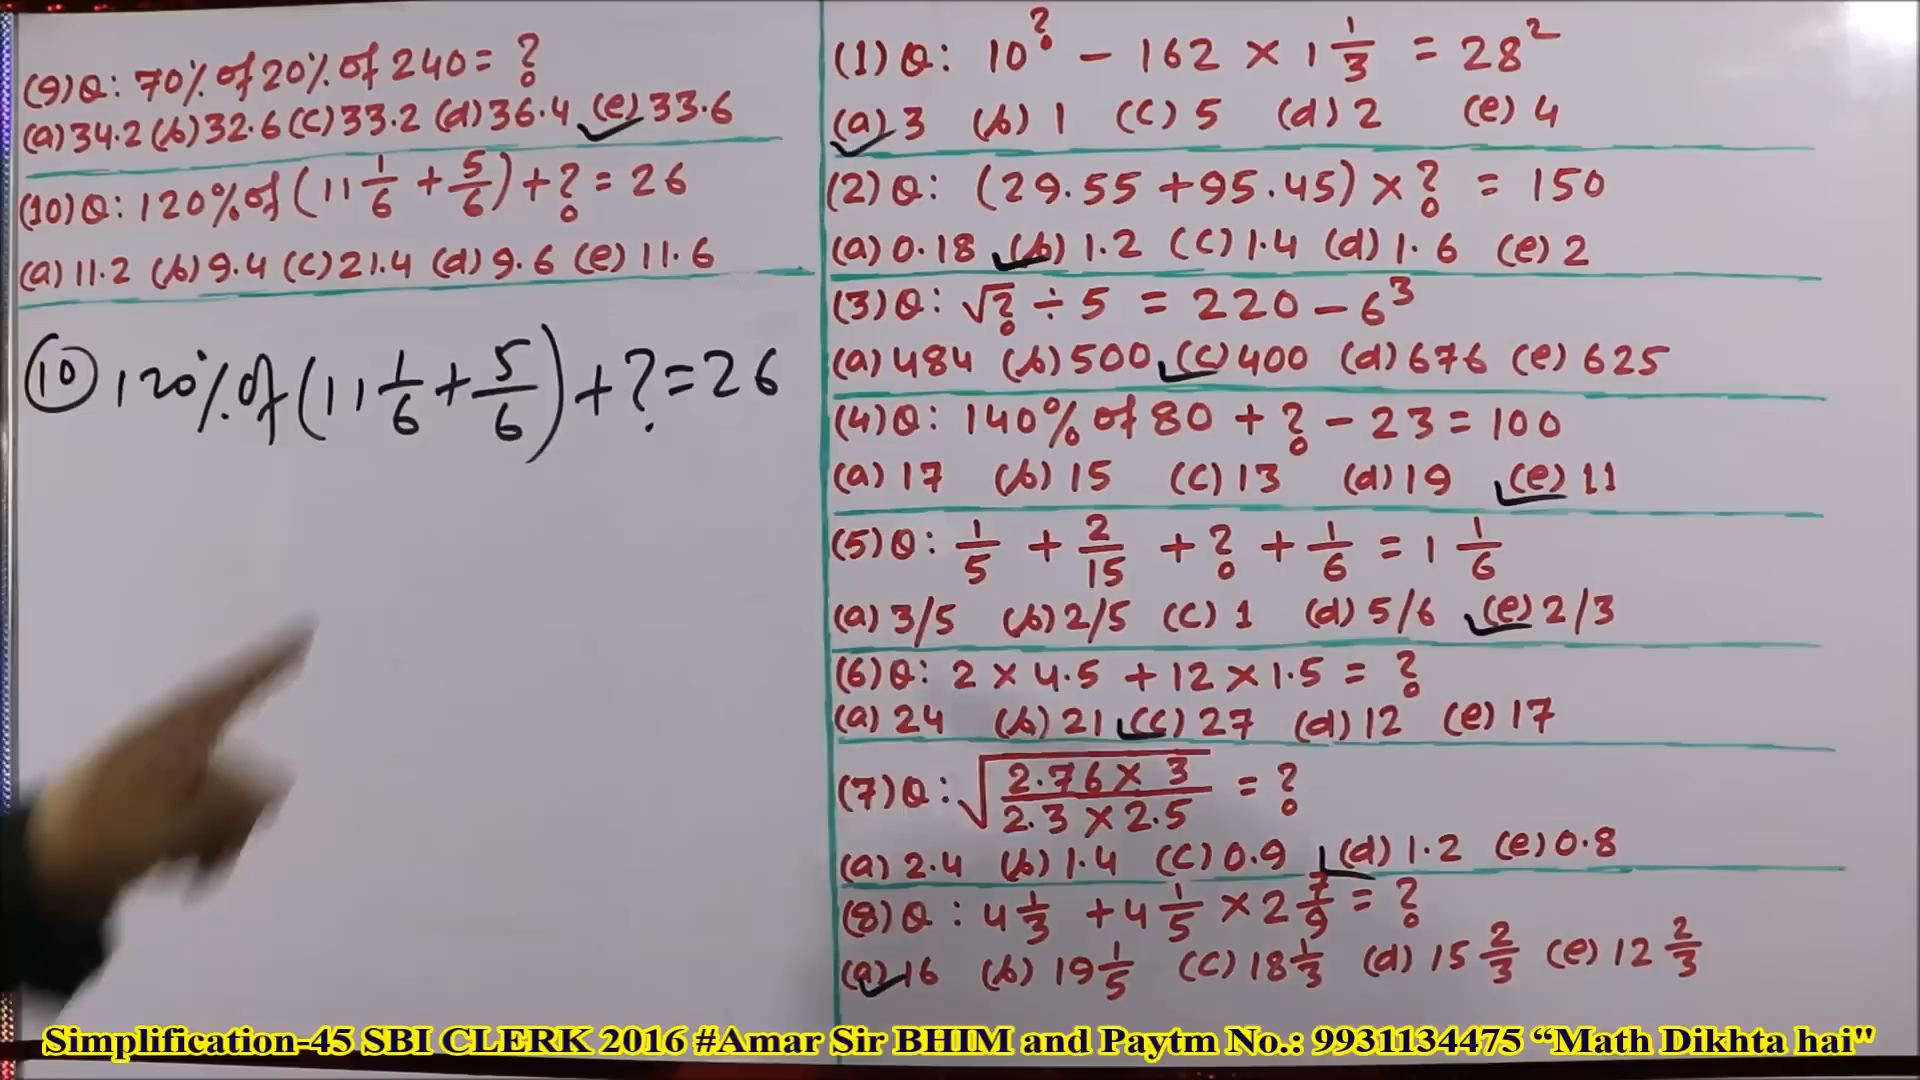 (9)Q: 70% of 20% of 240 = ?
(a) 34.2 (b) 32.6 (c) 33.2 (d) 36.4 (e) 33.6
(10)Q: 120% of (11 1/6 + 5/6) + ? = 26
(a) 11.2 (b) 9.4 (c) 21.4 (d) 9.6 (e) 11.6
10 120% of (11 1/6 + 5/6) + ? = 26
(1) Q: 10^? - 162 × 1 1/3 = 28²
(a) 3 (b) 1 (c) 5 (d) 2 (e) 4
(2) Q: (29.55 + 95.45) × ? = 150
(a) 0.18 (b) 1.2 (c) 1.4 (d) 1.6 (e) 2
(3) Q: √? ÷ 5 = 220 - 6³
(a) 484 (b) 500 (c) 400 (d) 676 (e) 625
(4) Q: 140% of 80 + ? - 23 = 100
(a) 17 (b) 15 (c) 13 (d) 19 (e) 11
(5) Q: 1/5 + 2/15 + ? + 1/6 = 1 1/6
(a) 3/5 (b) 2/5 (c) 1 (d) 5/6 (e) 2/3
(6) Q: 2 × 4.5 + 12 × 1.5 = ?
(a) 24 (b) 21 (c) 27 (d) 12 (e) 17
(7) Q: √(2.76 × 3 / 2.3 × 2.5) = ?
(a) 2.4 (b) 1.4 (c) 0.9 (d) 1.2 (e) 0.8
(8) Q: 4 1/3 + 4 1/5 × 2 7/9 = ?
(a) 16 (b) 19 1/5 (c) 18 1/3 (d) 15 2/3 (e) 12 2/3
Simplification-45 SBI CLERK 2016 #Amar Sir BHIM and Paytm No.: 9931134475 “Math Dikhta hai"